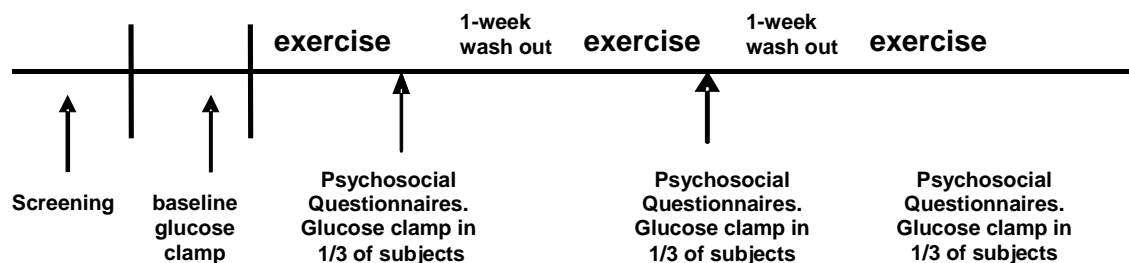 exercise
1-week
wash out
exercise
1-week
wash out
exercise
Screening
baseline
glucose
clamp
Psychosocial
Questionnaires.
Glucose clamp in
1/3 of subjects
Psychosocial
Questionnaires.
Glucose clamp in
1/3 of subjects
Psychosocial
Questionnaires.
Glucose clamp in
1/3 of subjects